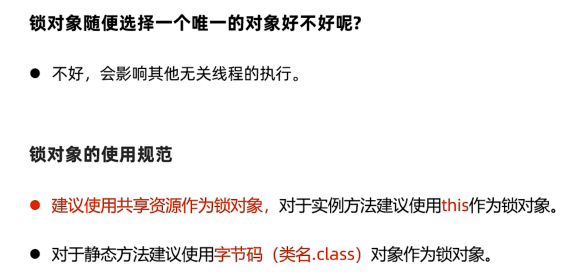 锁对象随便选择一个唯一的对象好不好呢?
● 不好，会影响其他无关线程的执行。
锁对象的使用规范
● 建议使用共享资源作为锁对象，对于实例方法建议使用this作为锁对象。
● 对于静态方法建议使用字节码（类名.class）对象作为锁对象。